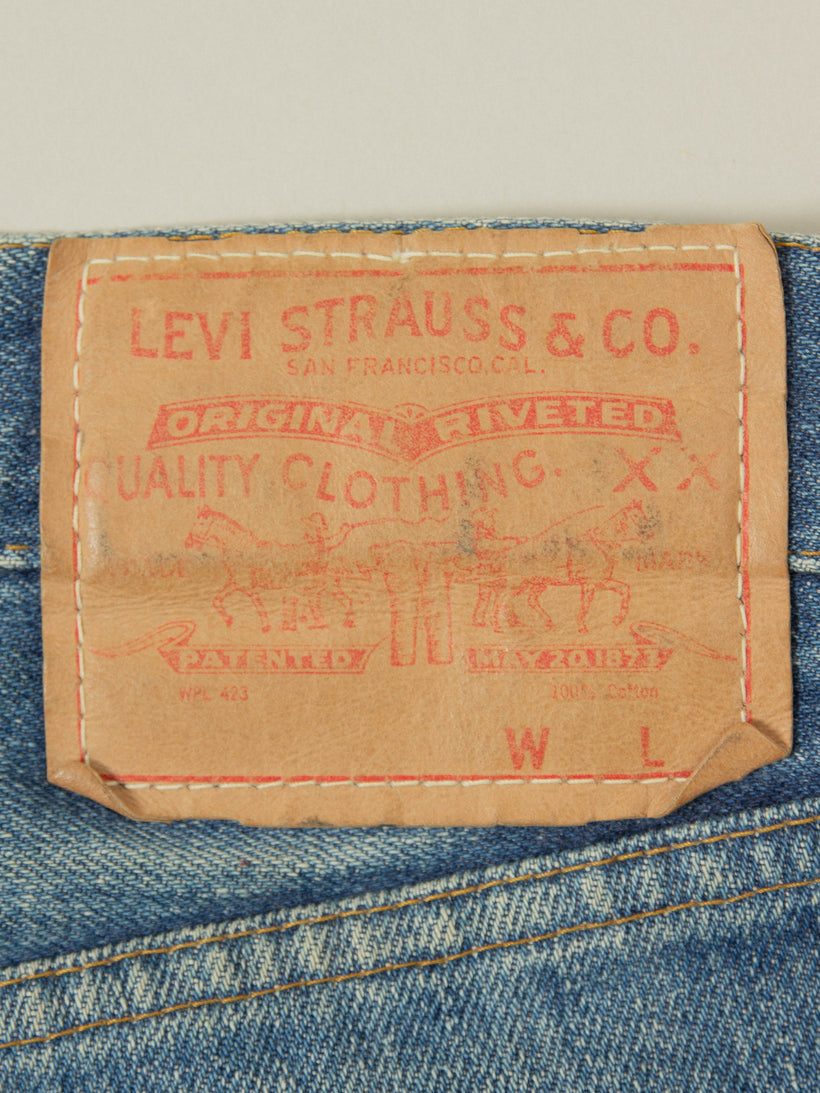 LEVI STRAUSS & CO.
SAN FRANCISCO, CAL.
ORIGINAL RIVETED
QUALITY CLOTHING. XX
PATENTED MAY 20, 1873
WPL 423 100% Cotton
W L